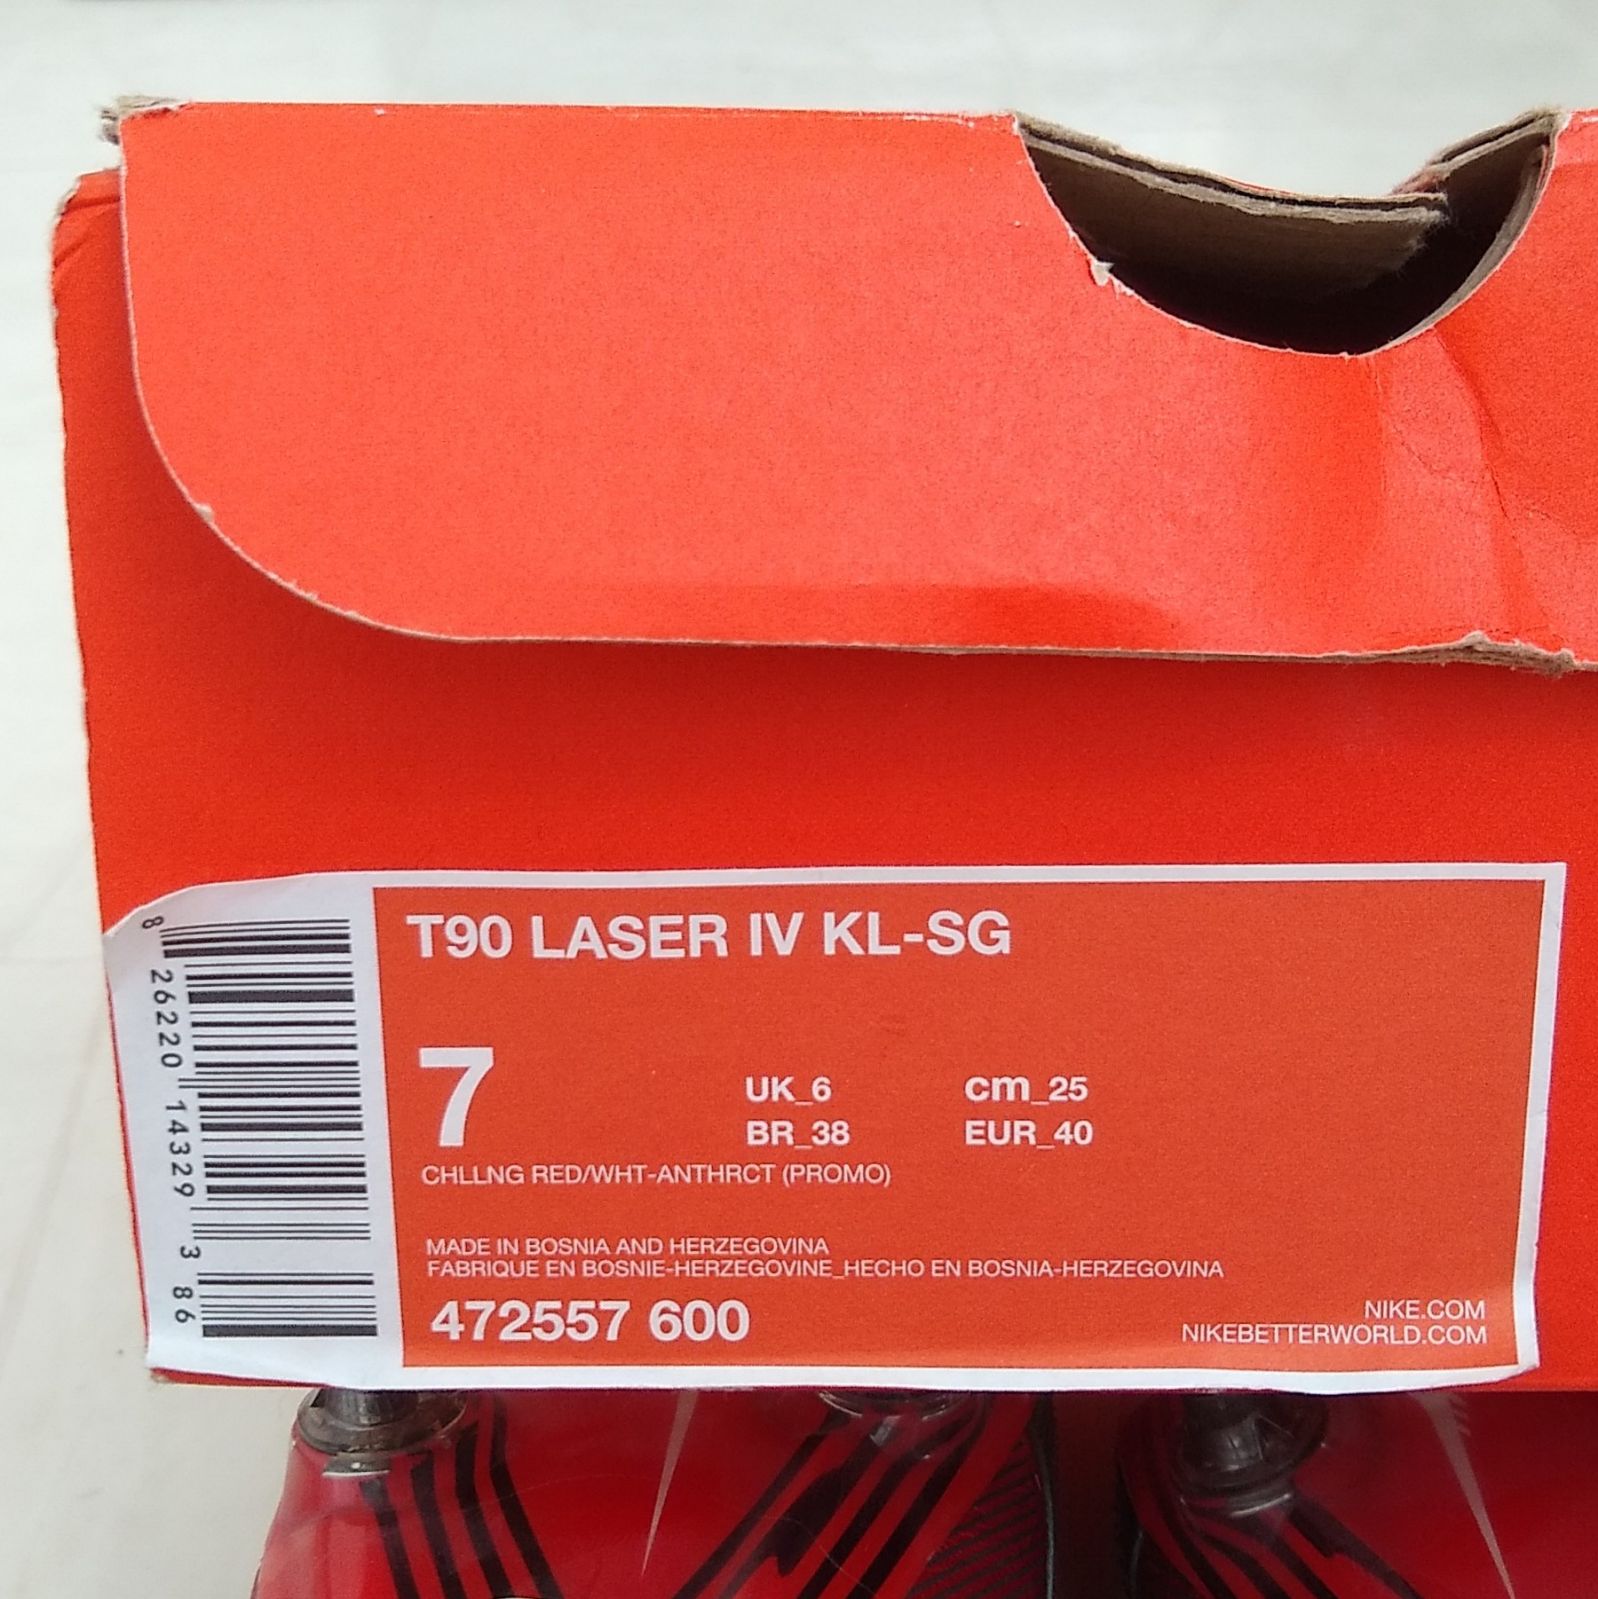 T90 LASER IV KL-SG
7
UK_6 cm_25
BR_38 EUR_40
CHLLNG RED/WHT-ANTHRCT (PROMO)
MADE IN BOSNIA AND HERZEGOVINA
FABRIQUE EN BOSNIE-HERZEGOVINE_HECHO EN BOSNIA-HERZEGOVINA
472557 600
NIKE.COM
NIKEBETTERWORLD.COM
8 26220 14329 3 86